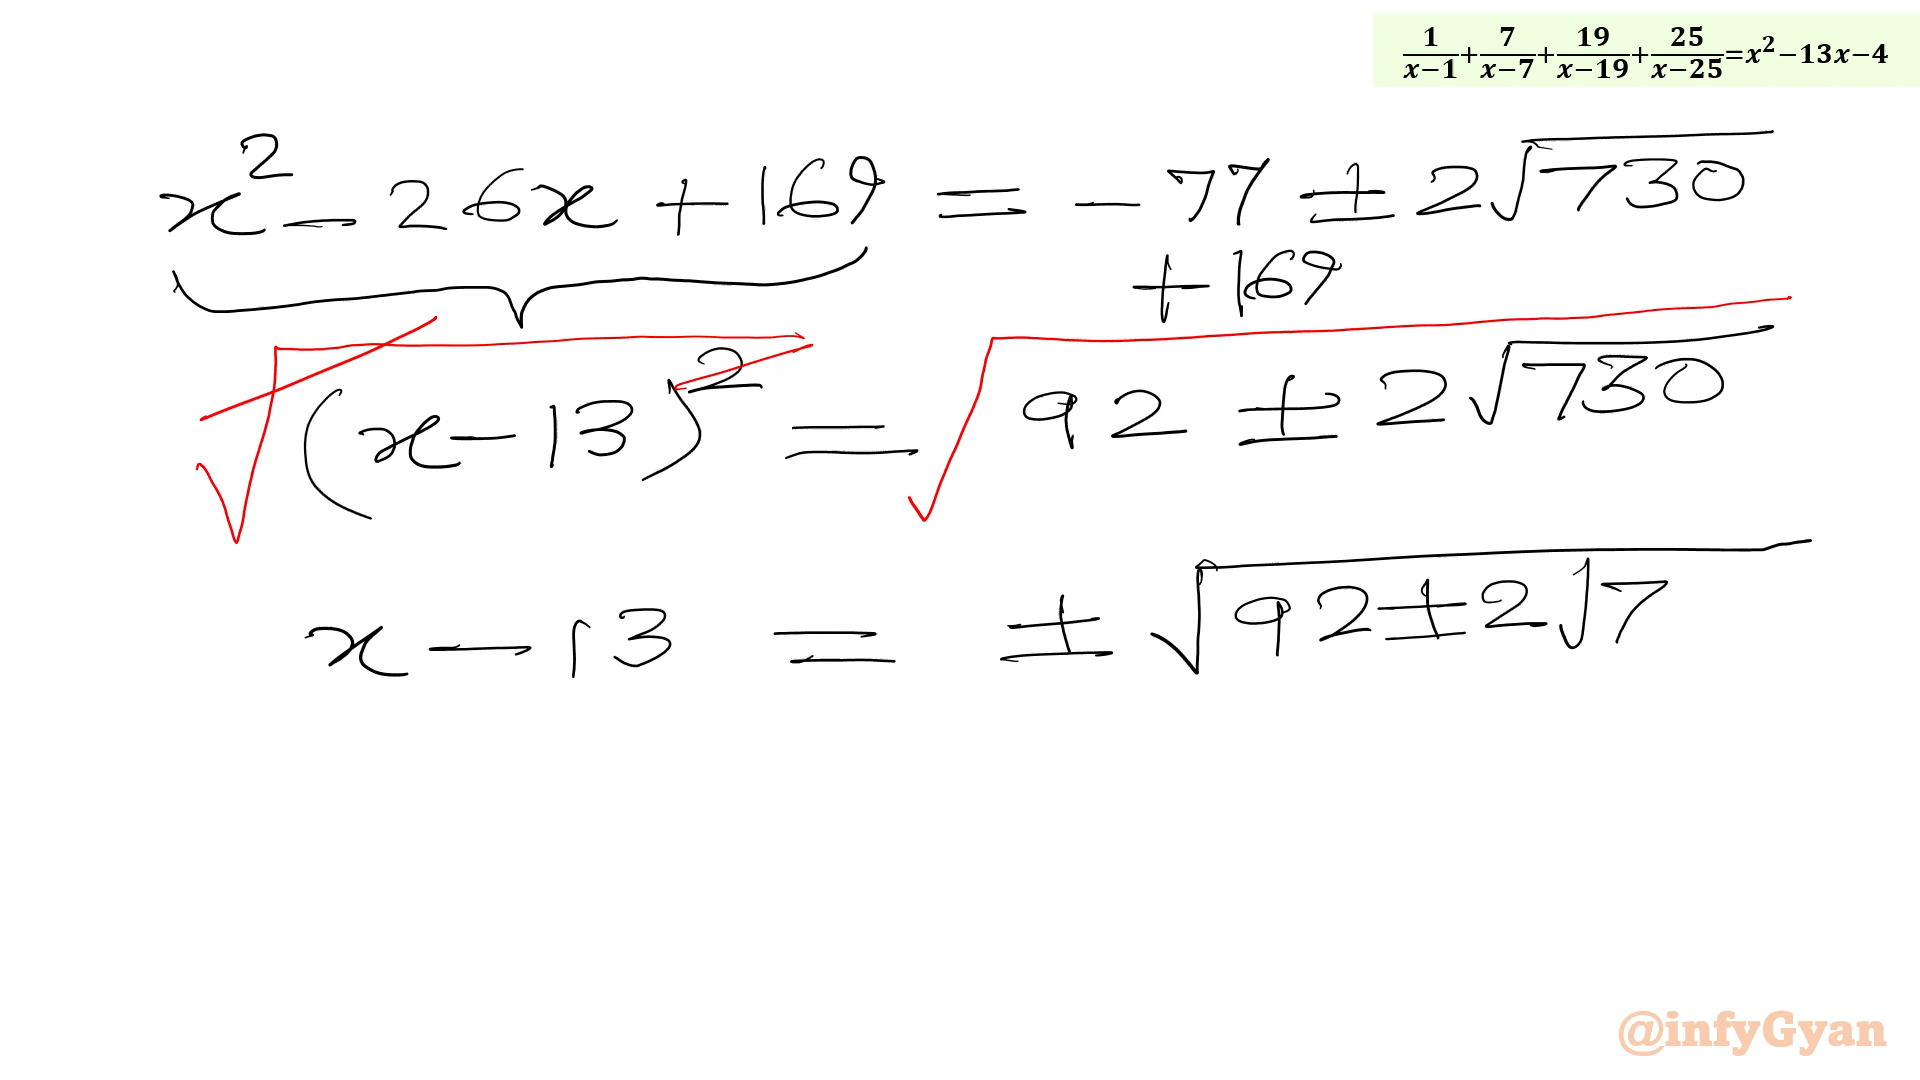 1/(x−1)+7/(x−7)+19/(x−19)+25/(x−25)=x²−13x−4
x² − 26x + 169 = − 77 ± 2√730
+ 169
√(x − 13)² = √(92 ± 2√730)
x − 13 = ± √(92 ± 2√7
@infyGyan